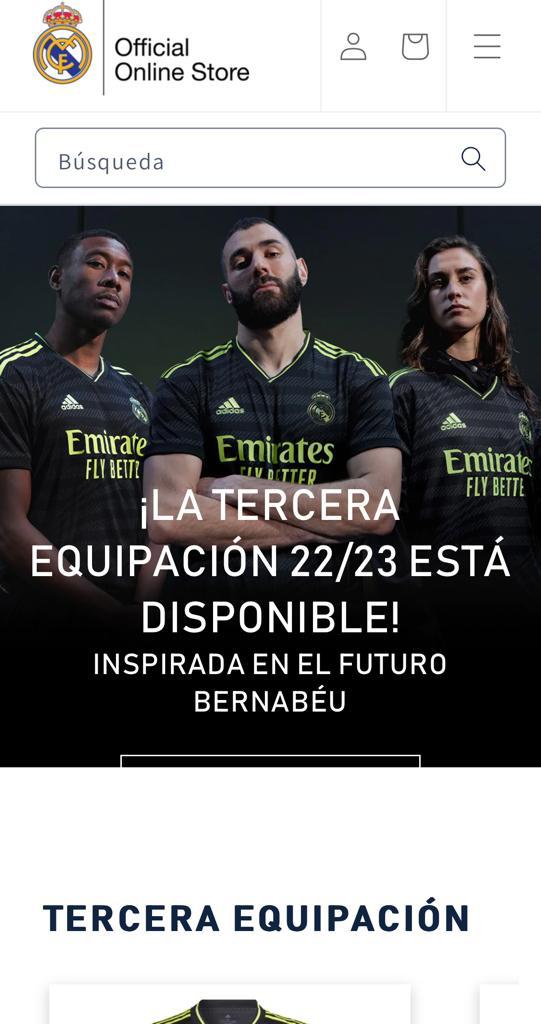 Official
Online Store
Búsqueda
adidas
adidas
adidas
Emirates
FLY BETTE
Emirates
FLY BETTER
Emirates
FLY BETTE
¡LA TERCERA
EQUIPACIÓN 22/23 ESTÁ
DISPONIBLE!
INSPIRADA EN EL FUTURO
BERNABÉU
TERCERA EQUIPACIÓN